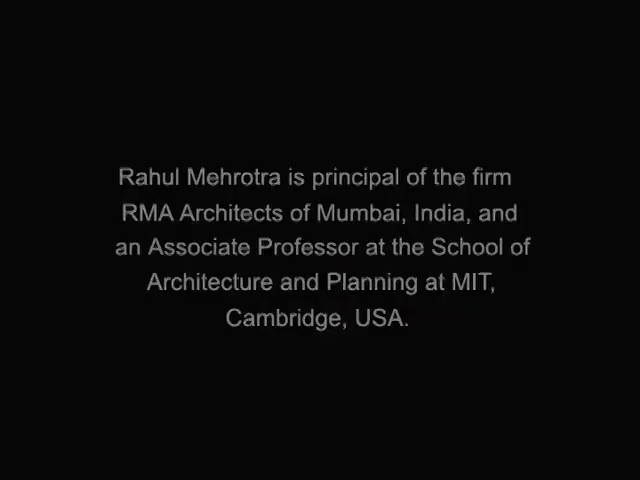 Rahul Mehrotra is principal of the firm
RMA Architects of Mumbai, India, and
an Associate Professor at the School of
Architecture and Planning at MIT,
Cambridge, USA.